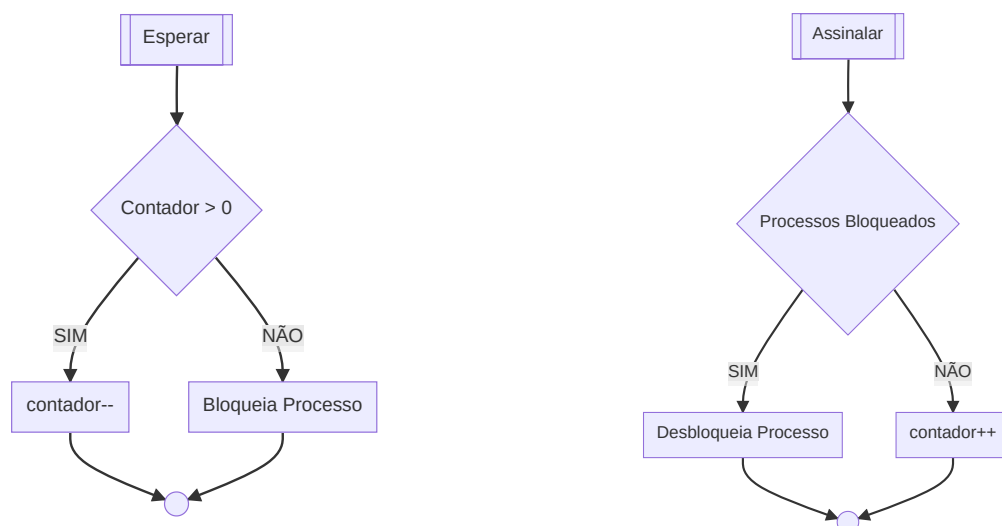 Esperar
Contador > 0
SIM
NÃO
contador--
Bloqueia Processo
Assinalar
Processos Bloqueados
SIM
NÃO
Desbloqueia Processo
contador++